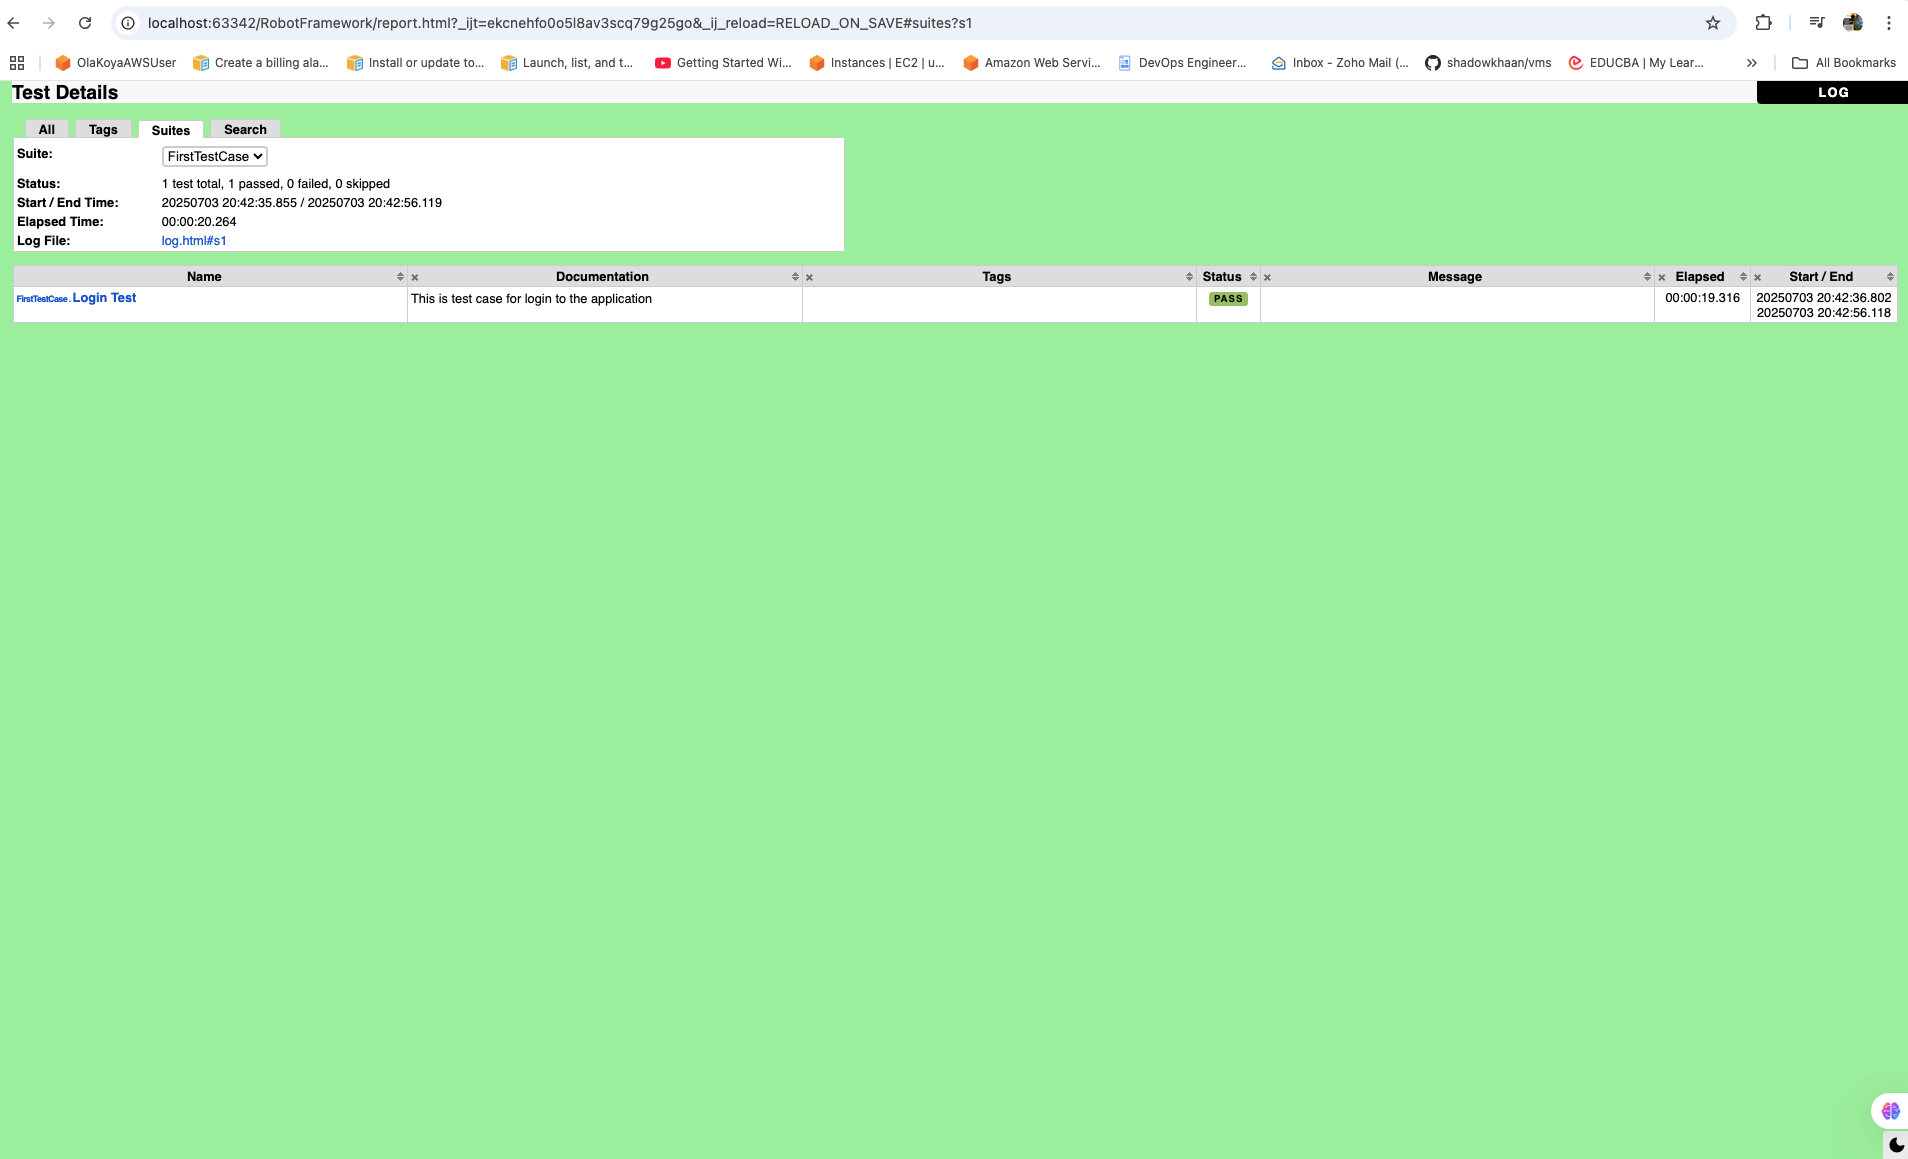 localhost:63342/RobotFramework/report.html?_ijt=ekcnehfo0o5l8av3scq79g25go&_ij_reload=RELOAD_ON_SAVE#suites?s1
OlaKoyaAWSUser Create a billing ala... Install or update to... Launch, list, and t... Getting Started Wi... Instances | EC2 | u... Amazon Web Servi... DevOps Engineer... Inbox - Zoho Mail (... shadowkhaan/vms EDUCBA | My Lear... » All Bookmarks
Test Details LOG
All Tags Suites Search
Suite: FirstTestCase
Status: 1 test total, 1 passed, 0 failed, 0 skipped
Start / End Time: 20250703 20:42:35.855 / 20250703 20:42:56.119
Elapsed Time: 00:00:20.264
Log File: log.html#s1
Name × Documentation × Tags Status × Message × Elapsed × Start / End
FirstTestCase. Login Test This is test case for login to the application PASS 00:00:19.316 20250703 20:42:36.802
20250703 20:42:56.118